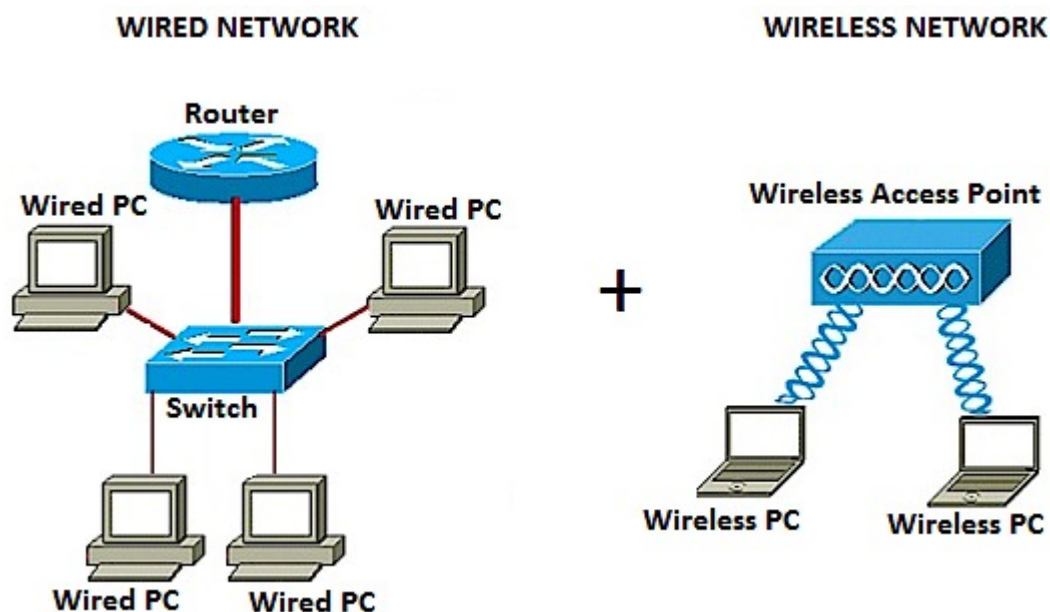 WIRED NETWORK
WIRELESS NETWORK
Router
Wired PC
Wired PC
Switch
Wired PC
Wired PC
+
Wireless Access Point
Wireless PC
Wireless PC